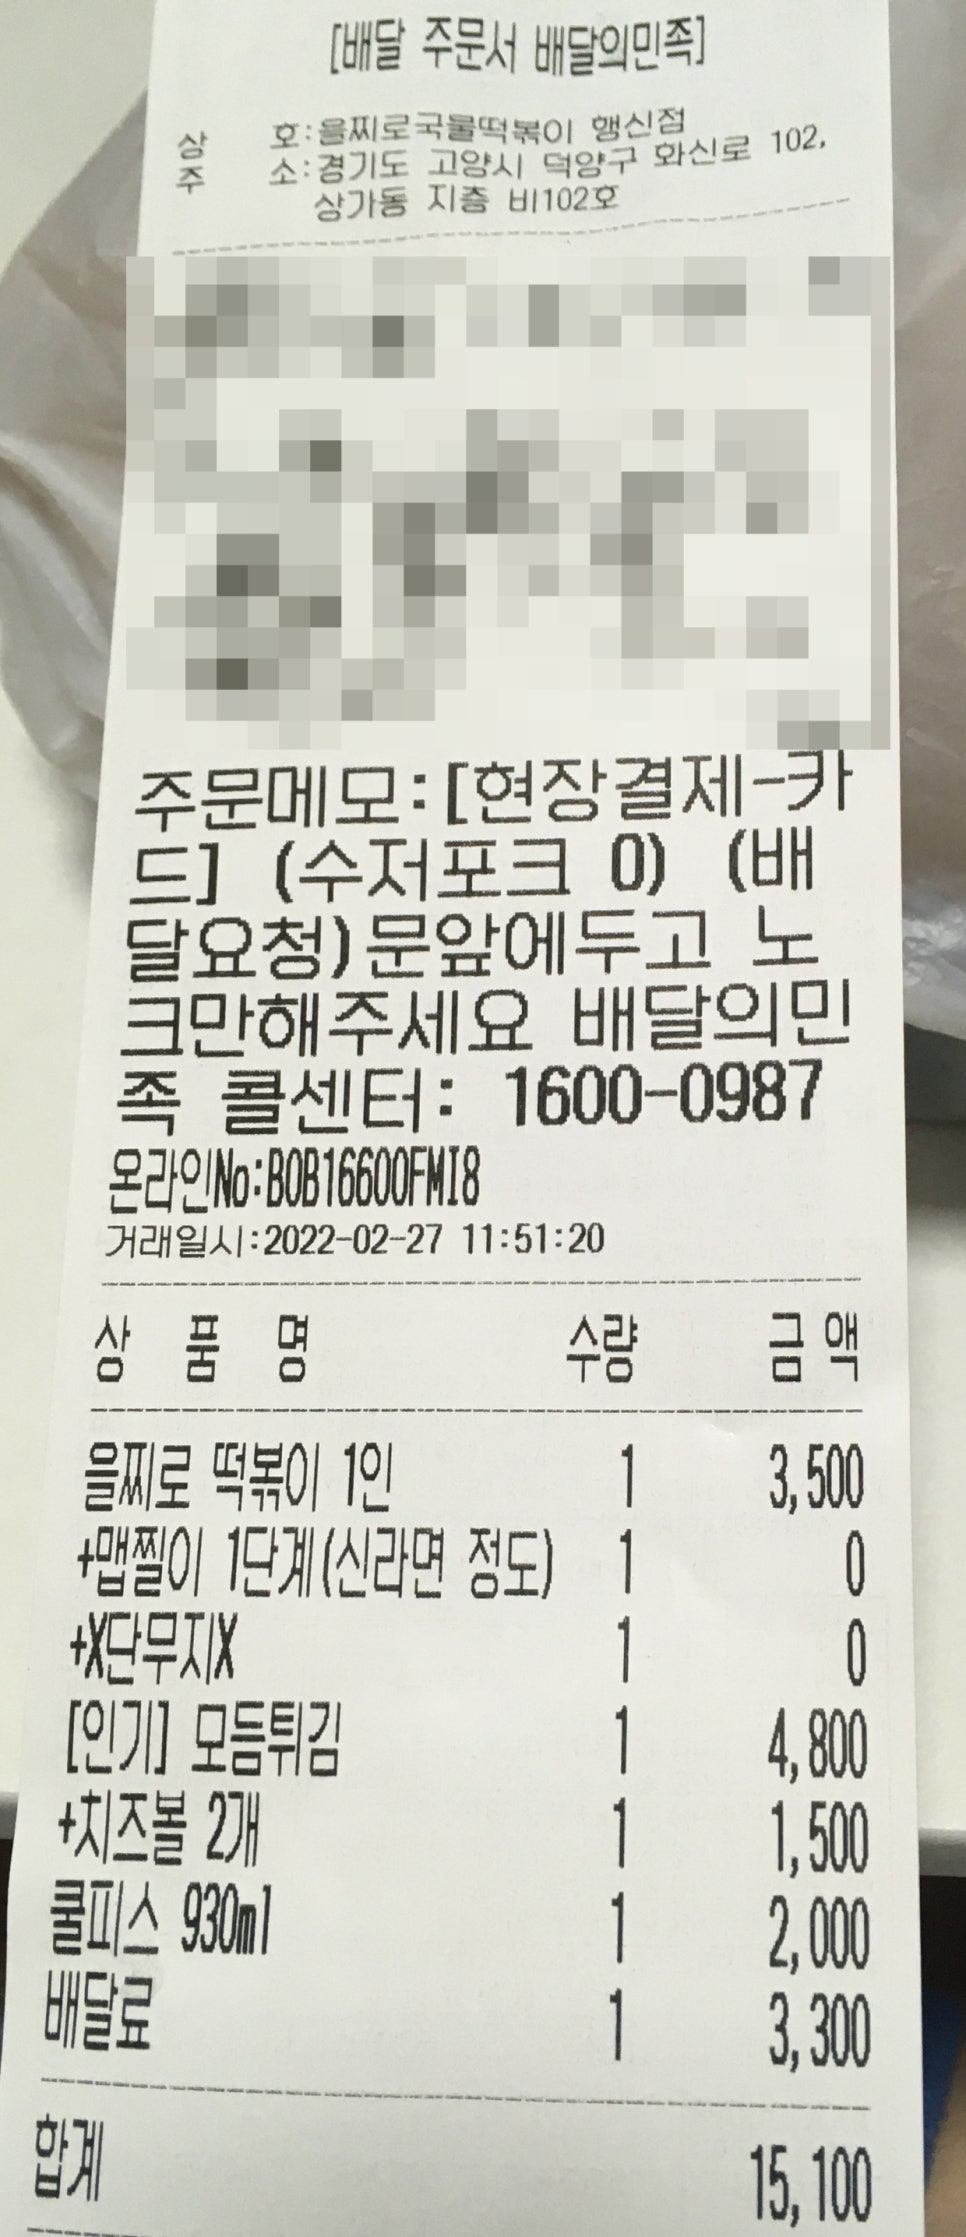 [배달 주문서 배달의민족]
상 호:을찌로국물떡볶이 행신점
주 소:경기도 고양시 덕양구 화신로 102,
상가동 지층 비102호
주문메모:[현장결제-카
드] (수저포크 0) (배
달요청)문앞에두고 노
크만해주세요 배달의민
족 콜센터: 1600-0987
온라인No:B0B16600FMI8
거래일시:2022-02-27 11:51:20
상 품 명 수량 금액
을찌로 떡볶이 1인 1 3,500
+맵찔이 1단계(신라면 정도) 1 0
+X단무지X 1 0
[인기] 모듬튀김 1 4,800
+치즈볼 2개 1 1,500
쿨피스 930ml 1 2,000
배달료 1 3,300
합계 15,100